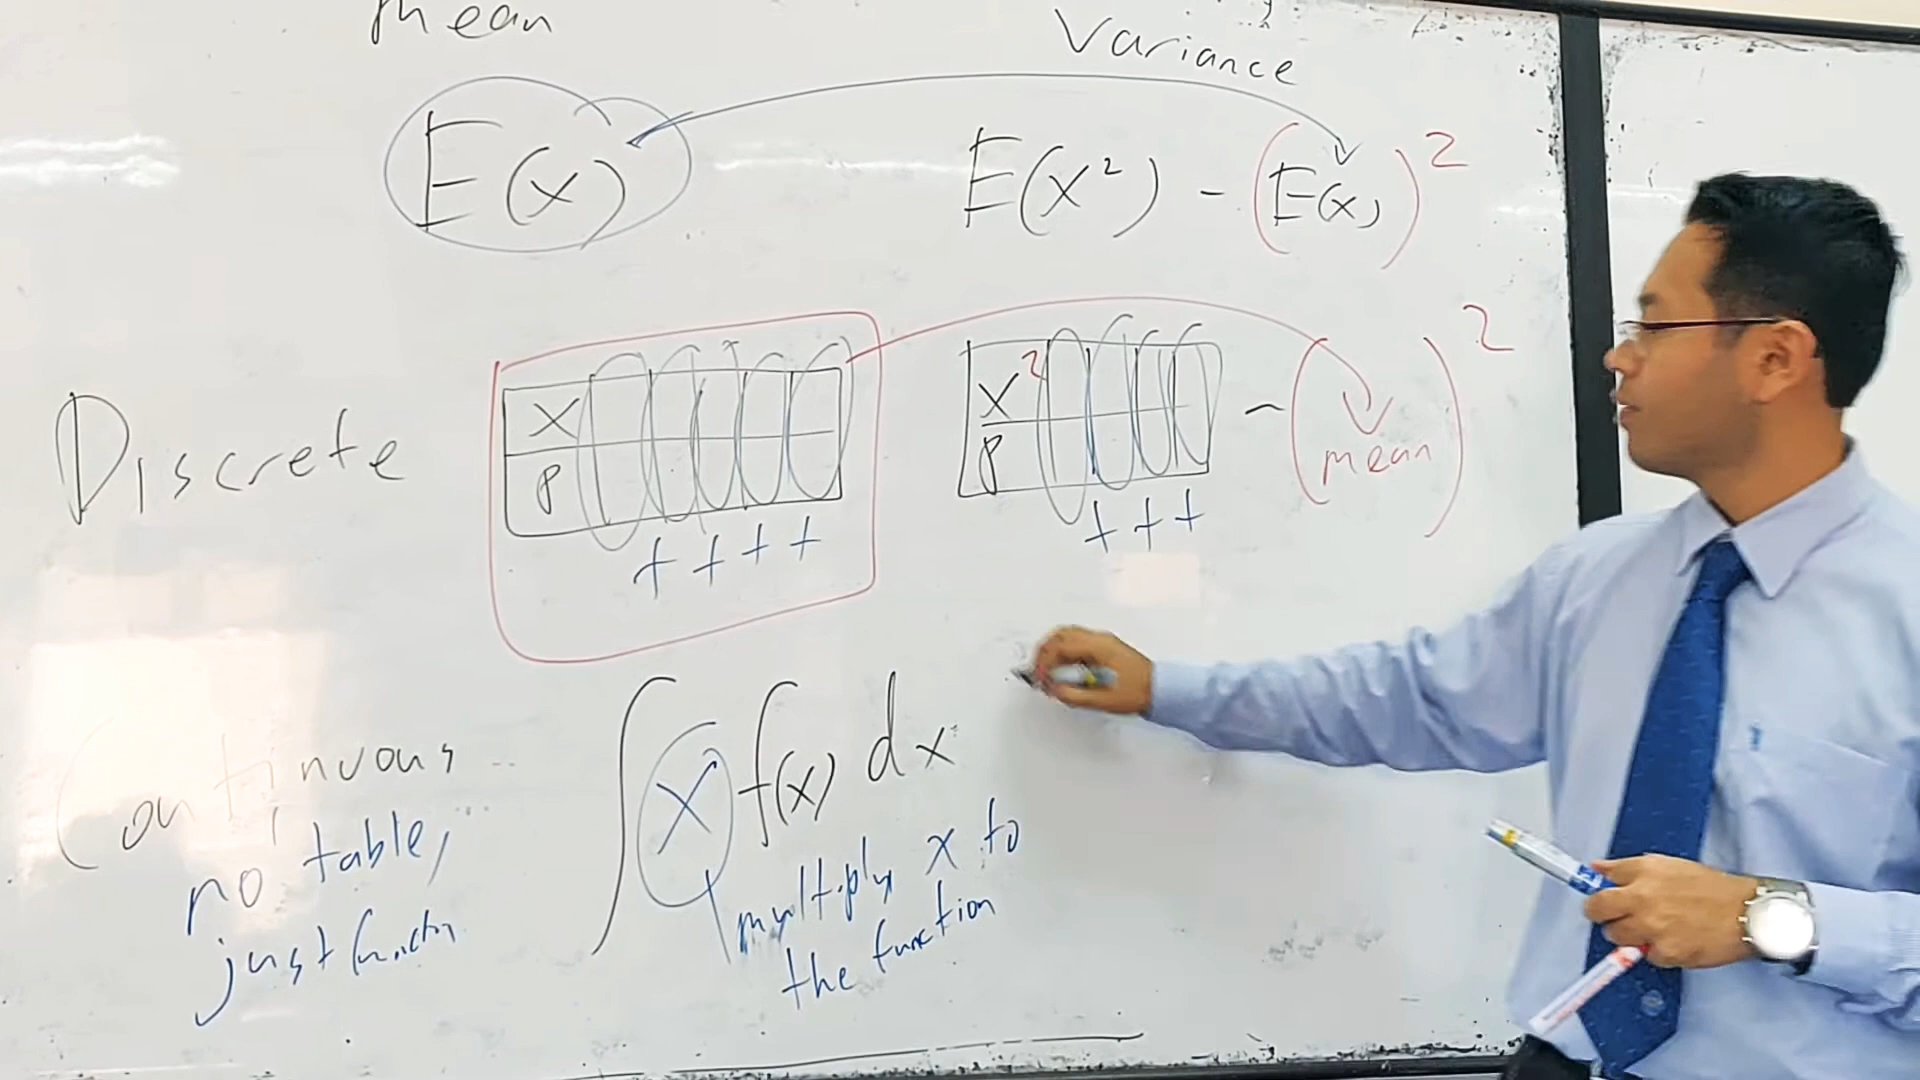 mean
Variance
E(x)
E(x²) - (E(x))²
Discrete
x
P
+ + + +
x²
P
+ + +
- (mean)²
Continuous
no table,
just function
∫ x f(x) dx
multiply x to
the function